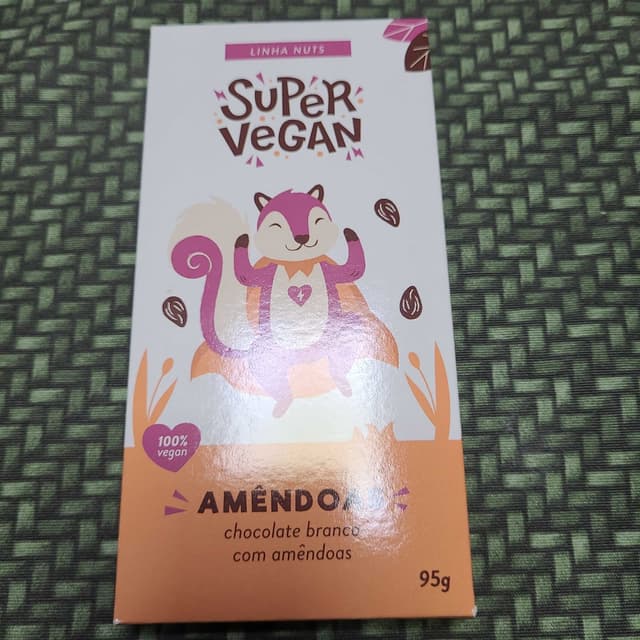 LINHA NUTS
SUPER
VEGAN
100%
vegan
AMÊNDOAS
chocolate branco
com amêndoas
95g